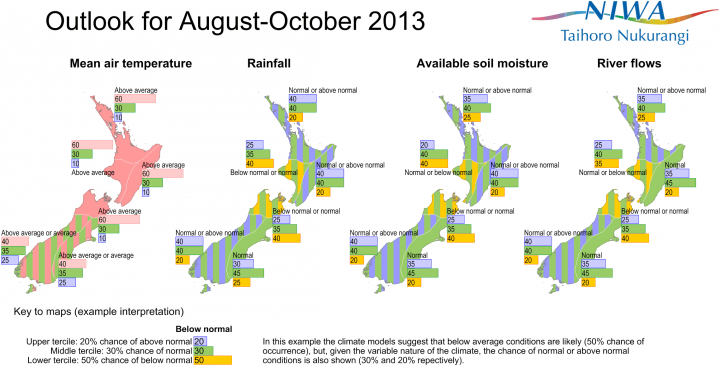 Outlook for August-October 2013
NIWA
Taihoro Nukurangi
Mean air temperature
Rainfall
Available soil moisture
River flows
Above average
60
30
10
60
30
10
Above average
Above average
60
30
10
Above average
60
30
10
Above average or average
40
35
25
Above average or average
40
35
25
Normal or above normal
40
40
20
25
35
40
Below normal or normal
Normal or above normal
40
40
20
Below normal or normal
25
35
40
Normal or above normal
40
40
20
Normal
30
45
25
Normal or above normal
35
40
25
20
40
40
Normal or below normal
Normal or above normal
40
40
20
Below normal or normal
25
35
40
Normal or above normal
40
40
20
Normal
35
45
20
Normal or above normal
35
40
25
25
40
35
Normal or below normal
Normal or above normal
35
45
20
Below normal or normal
25
35
40
Normal or above normal
40
40
20
Normal
30
45
25
Key to maps (example interpretation)
Below normal
Upper tercile: 20% chance of above normal 20
Middle tercile: 30% chance of normal 30
Lower tercile: 50% chance of below normal 50
In this example the climate models suggest that below average conditions are likely (50% chance of
occurrence), but, given the variable nature of the climate, the chance of normal or above normal
conditions is also shown (30% and 20% repectively).